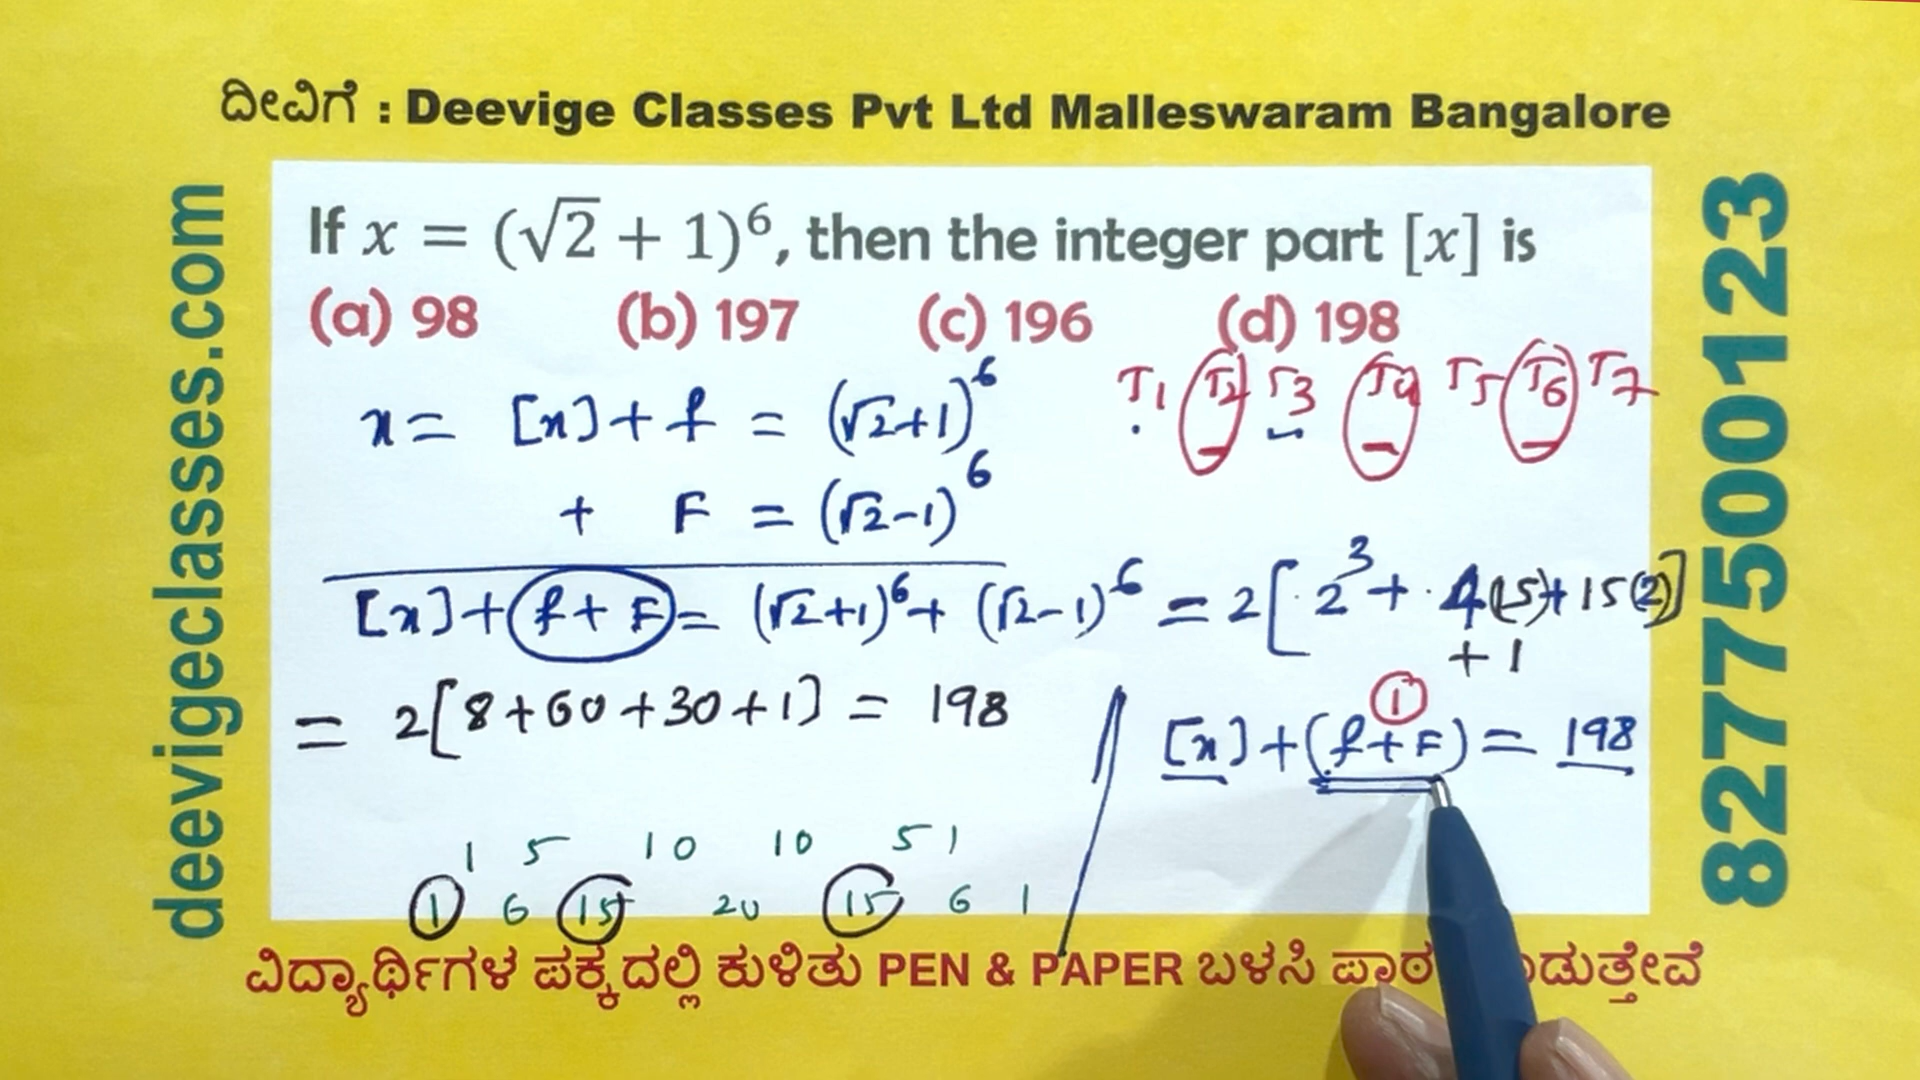 ದೀವಿಗೆ : Deevige Classes Pvt Ltd Malleswaram Bangalore
deevigeclasses.com
8277500123
If x = (√2 + 1)⁶, then the integer part [x] is
(a) 98 (b) 197 (c) 196 (d) 198
T1 T2 T3 T4 T5 T6 T7
x = [x] + f = (√2+1)⁶
+ F = (√2-1)⁶
[x] + (f + F) = (√2+1)⁶ + (√2-1)⁶ = 2[2³ + 4(15) + 15(2)
+ 1]
= 2[8+60+30+1] = 198
1
[x] + (f + F) = 198
1 5 10 10 5 1
1 6 15 20 15 6 1
ವಿದ್ಯಾರ್ಥಿಗಳ ಪಕ್ಕದಲ್ಲಿ ಕುಳಿತು PEN & PAPER ಬಳಸಿ